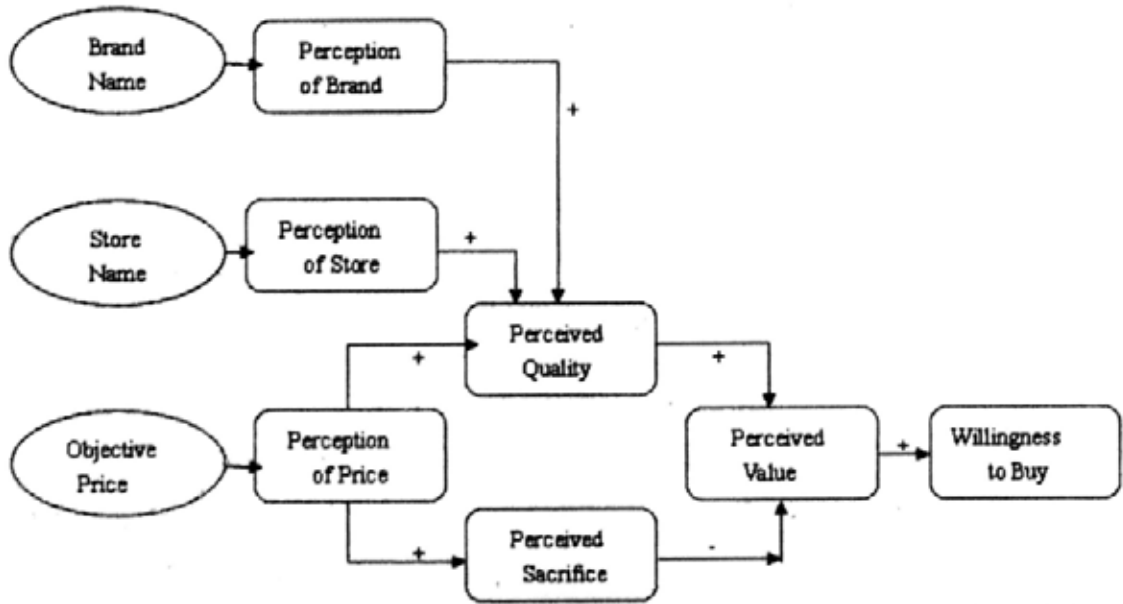 Brand
Name
Perception
of Brand
+
Store
Name
Perception
of Store
+
Perceived
Quality
+
+
Objective
Price
Perception
of Price
Perceived
Value
+
Willingness
to Buy
+
Perceived
Sacrifice
-